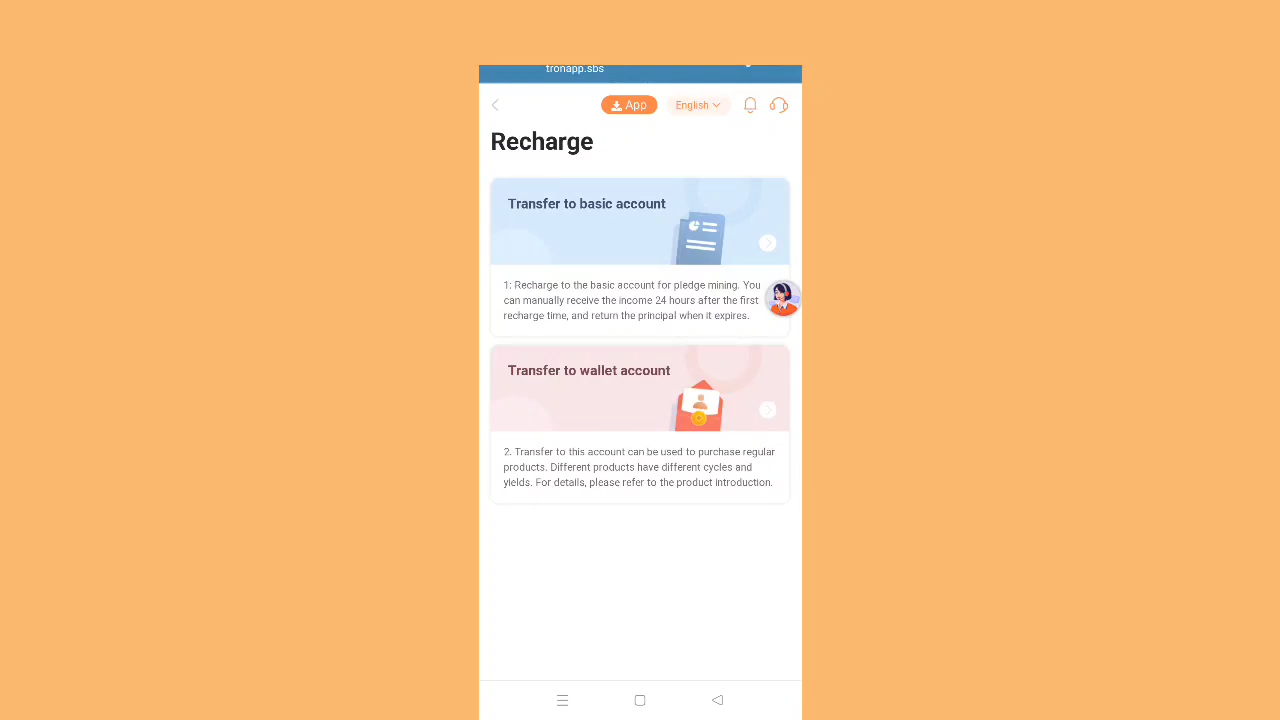 tronapp.sbs
App
English
Recharge
Transfer to basic account
1: Recharge to the basic account for pledge mining. You
can manually receive the income 24 hours after the first
recharge time, and return the principal when it expires.
Transfer to wallet account
2. Transfer to this account can be used to purchase regular
products. Different products have different cycles and
yields. For details, please refer to the product introduction.